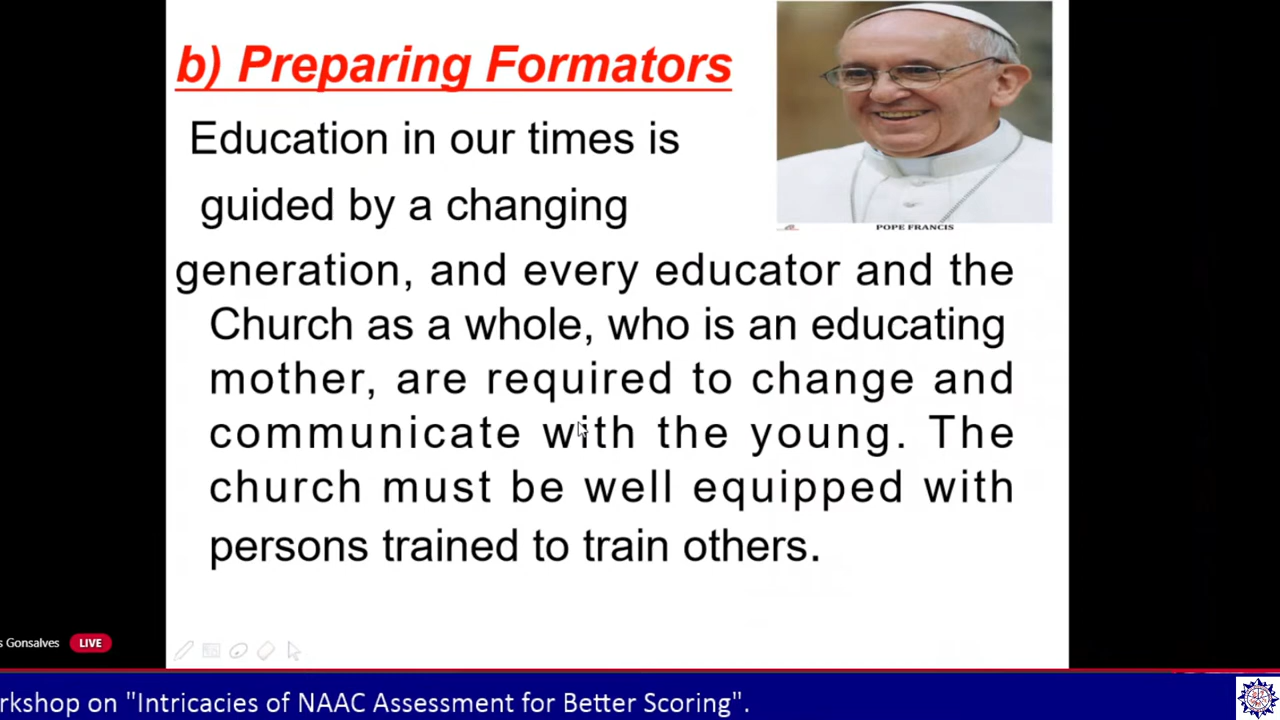 b) Preparing Formators
Education in our times is
guided by a changing
generation, and every educator and the
Church as a whole, who is an educating
mother, are required to change and
communicate with the young. The
church must be well equipped with
persons trained to train others.
POPE FRANCIS
s Gonsalves
LIVE
rkshop on "Intricacies of NAAC Assessment for Better Scoring".